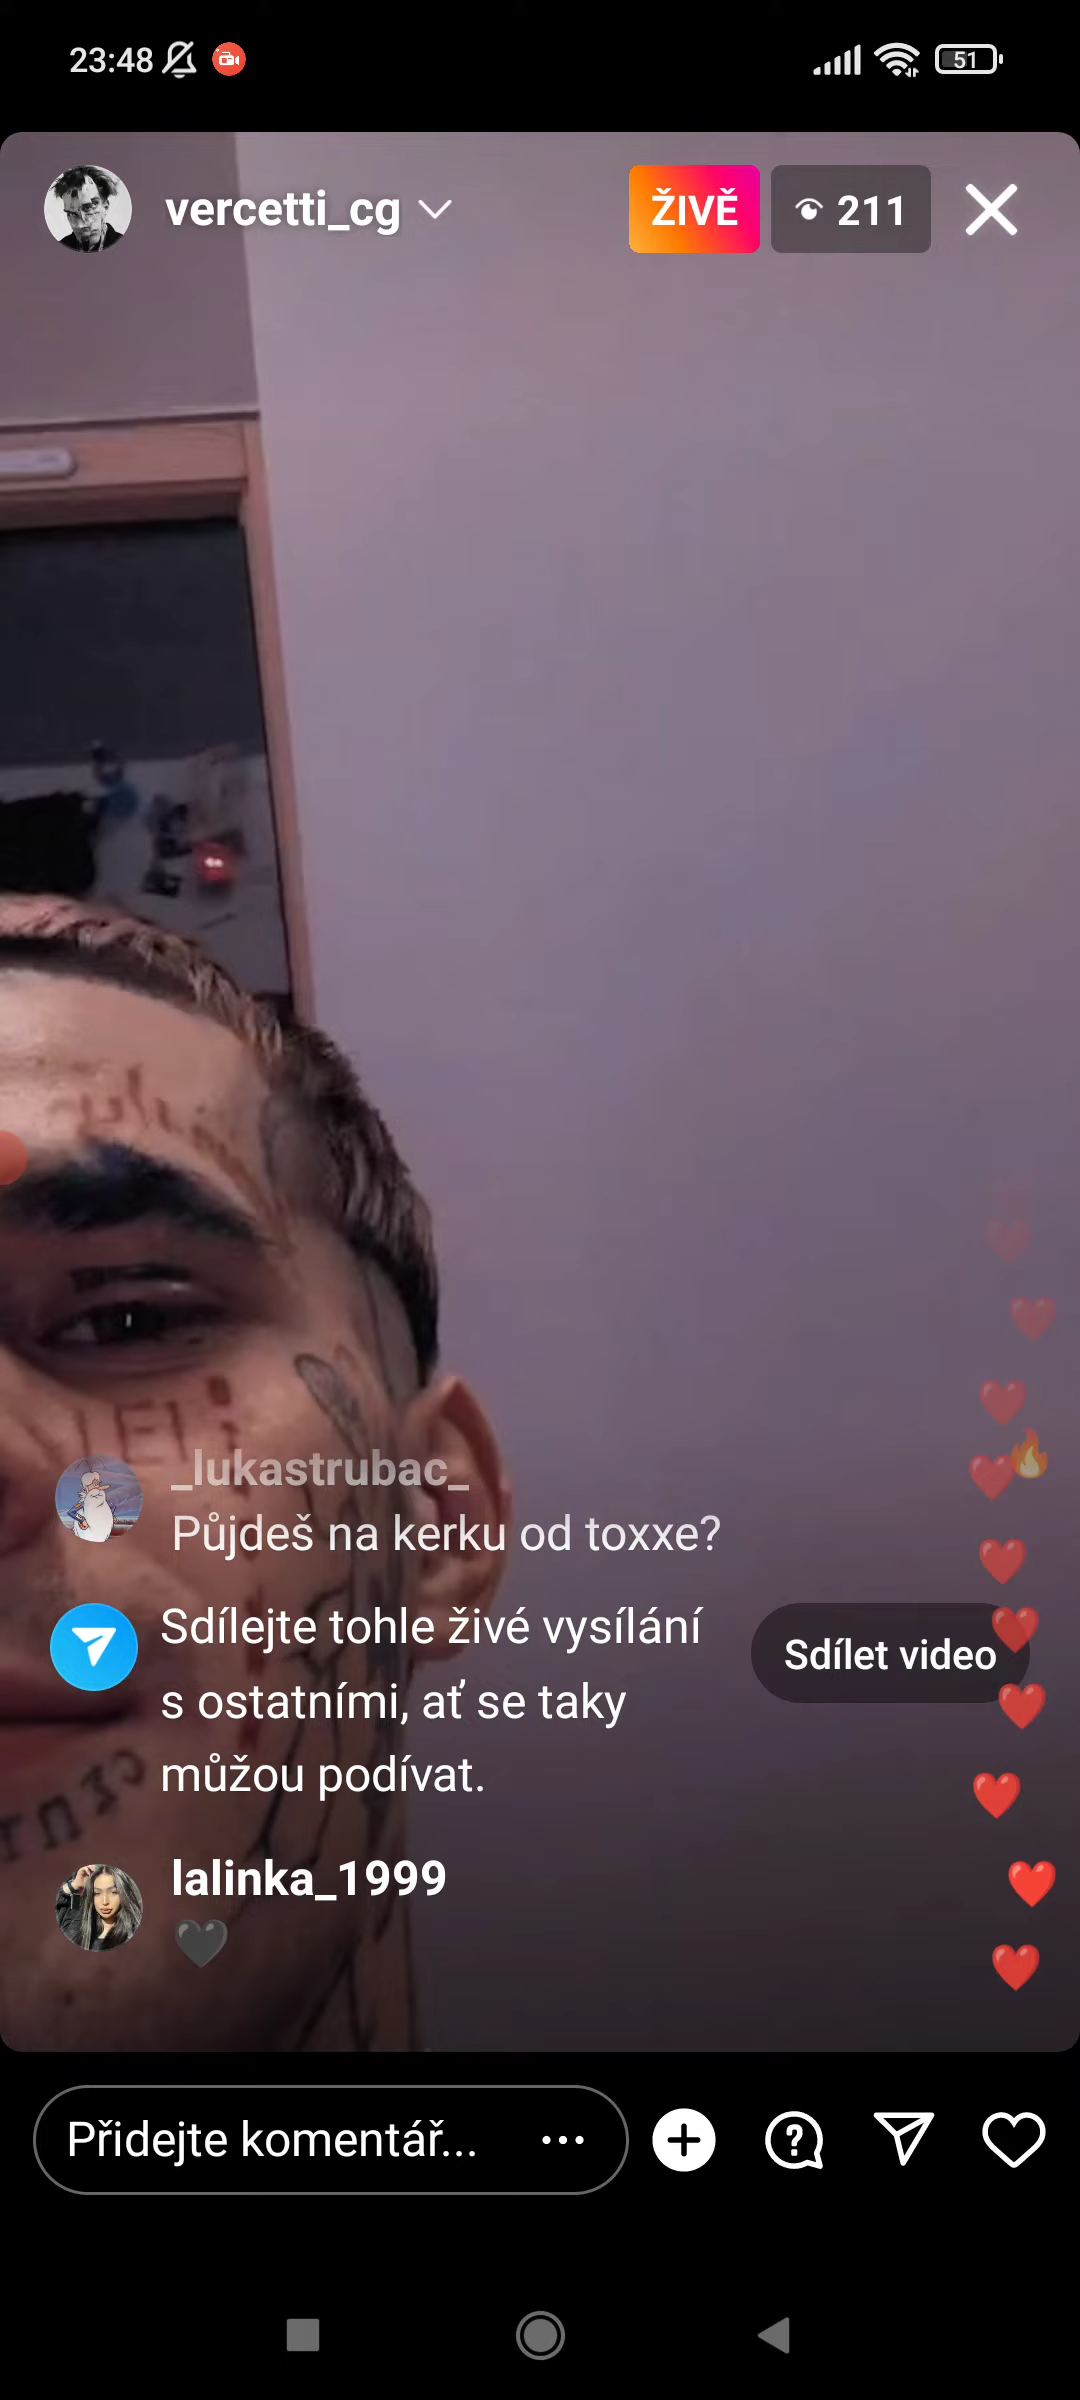 23:48
51
vercetti_cg
ŽIVĚ
211
_lukastrubac_
Půjdeš na kerku od toxxe?
Sdílejte tohle živé vysílání
s ostatními, ať se taky
můžou podívat.
Sdílet video
lalinka_1999
Přidejte komentář...